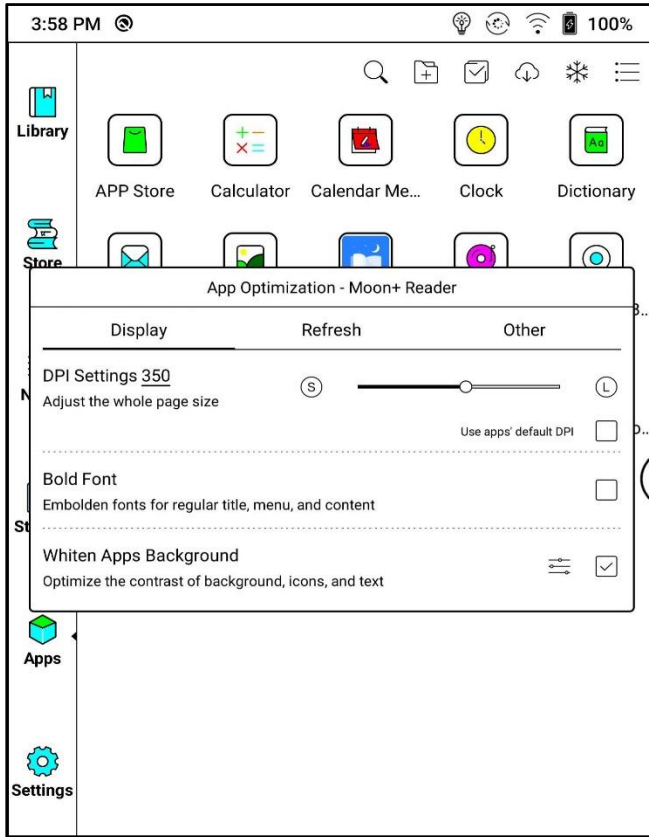 3:58 PM 100%
Library
APP Store Calculator Calendar Me... Clock Dictionary
Store
App Optimization - Moon+ Reader
Display Refresh Other
DPI Settings 350
S L
Adjust the whole page size
Use apps' default DPI
Bold Font
Embolden fonts for regular title, menu, and content
Whiten Apps Background
Optimize the contrast of background, icons, and text
Apps
Settings